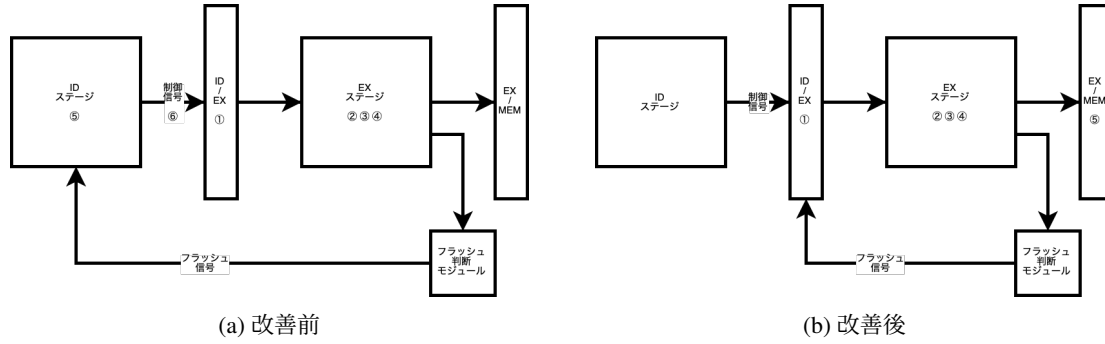 ID
ステージ
⑤
制御
信号
⑥
ID
/
EX
①
EX
ステージ
②③④
EX
/
MEM
フラッシュ
判断
モジュール
フラッシュ
信号
(a) 改善前
ID
ステージ
制御
信号
ID
/
EX
①
EX
ステージ
②③④
EX
/
MEM
⑤
フラッシュ
判断
モジュール
フラッシュ
信号
(b) 改善後